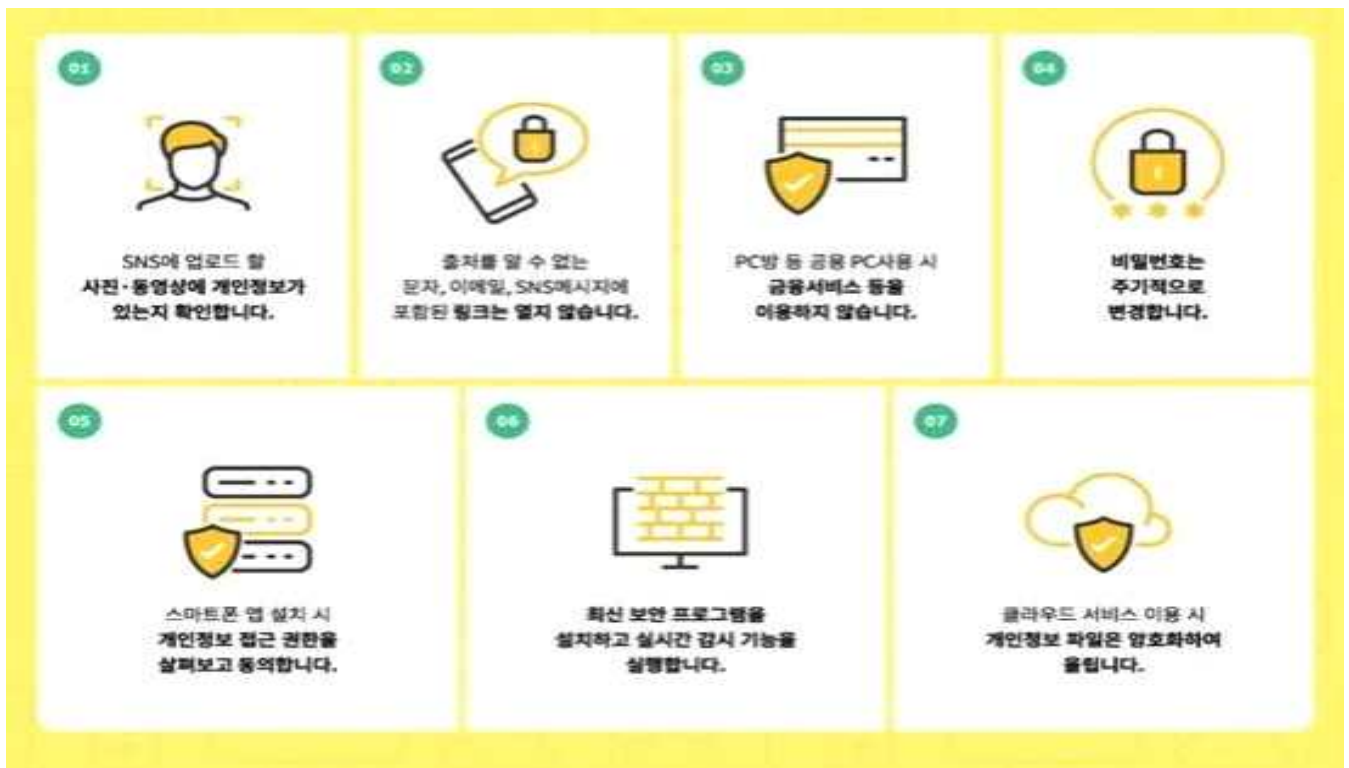 01
SNS에 업로드 할
사진·동영상에 개인정보가
있는지 확인합니다.
02
출처를 알 수 없는
문자, 이메일, SNS메시지에
포함된 링크는 열지 않습니다.
03
PC방 등 공용 PC사용 시
금융서비스 등을
이용하지 않습니다.
04
비밀번호는
주기적으로
변경합니다.
05
스마트폰 앱 설치 시
개인정보 접근 권한을
살펴보고 동의합니다.
06
최신 보안 프로그램을
설치하고 실시간 감시 기능을
실행합니다.
07
클라우드 서비스 이용 시
개인정보 파일은 암호화하여
올립니다.